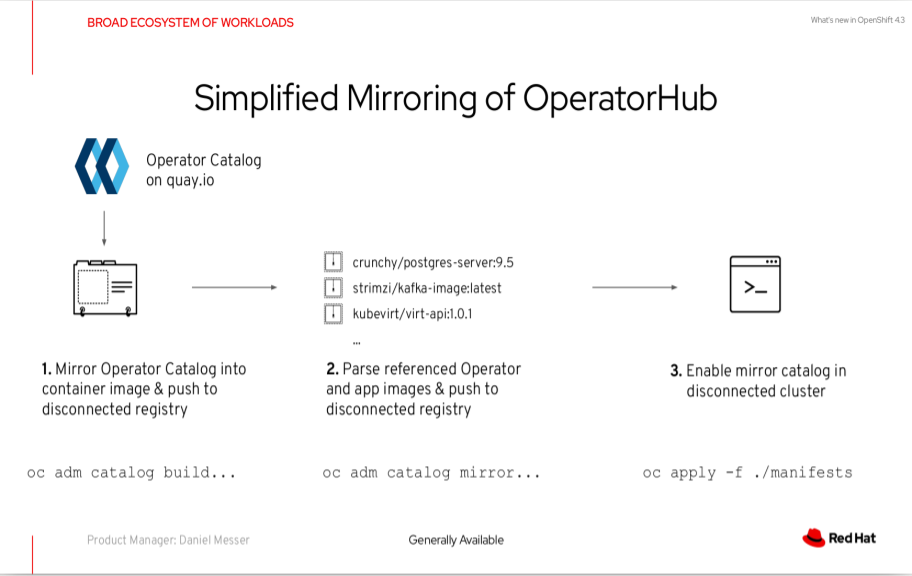 BROAD ECOSYSTEM OF WORKLOADS
What's new in OpenShift 4.3
Simplified Mirroring of OperatorHub
Operator Catalog
on quay.io
crunchy/postgres-server:9.5
strimzi/kafka-image:latest
kubevirt/virt-api:1.0.1
...
>_
1. Mirror Operator Catalog into
container image & push to
disconnected registry
2. Parse referenced Operator
and app images & push to
disconnected registry
3. Enable mirror catalog in
disconnected cluster
oc adm catalog build...
oc adm catalog mirror...
oc apply -f ./manifests
Product Manager: Daniel Messer
Generally Available
Red Hat